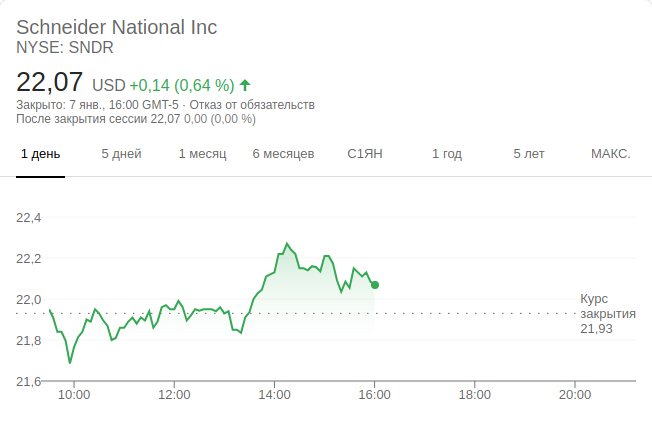 Schneider National Inc
NYSE: SNDR
22,07 USD +0,14 (0,64 %)
Закрыто: 7 янв., 16:00 GMT-5 · Отказ от обязательств
После закрытия сессии 22,07 0,00 (0,00 %)
1 день 5 дней 1 месяц 6 месяцев С1ЯН 1 год 5 лет МАКС.
22,4
22,2
22,0
Курс
закрытия
21,93
21,8
21,6
10:00 12:00 14:00 16:00 18:00 20:00